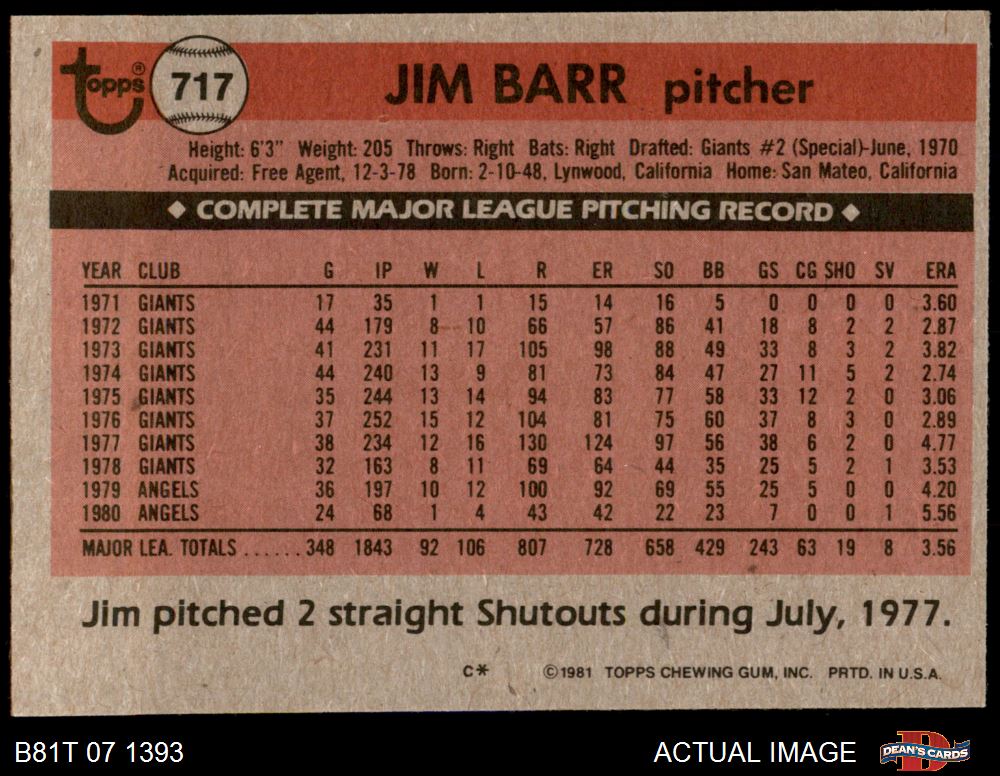 topps® 717 JIM BARR pitcher
Height: 6'3" Weight: 205 Throws: Right Bats: Right Drafted: Giants #2 (Special)-June, 1970
Acquired: Free Agent, 12-3-78 Born: 2-10-48, Lynwood, California Home: San Mateo, California
◆ COMPLETE MAJOR LEAGUE PITCHING RECORD ◆
YEAR CLUB G IP W L R ER SO BB GS CG SHO SV ERA
1971 GIANTS 17 35 1 1 15 14 16 5 0 0 0 0 3.60
1972 GIANTS 44 179 8 10 66 57 86 41 18 8 2 2 2.87
1973 GIANTS 41 231 11 17 105 98 88 49 33 8 3 2 3.82
1974 GIANTS 44 240 13 9 81 73 84 47 27 11 5 2 2.74
1975 GIANTS 35 244 13 14 94 83 77 58 33 12 2 0 3.06
1976 GIANTS 37 252 15 12 104 81 75 60 37 8 3 0 2.89
1977 GIANTS 38 234 12 16 130 124 97 56 38 6 2 0 4.77
1978 GIANTS 32 163 8 11 69 64 44 35 25 5 2 1 3.53
1979 ANGELS 36 197 10 12 100 92 69 55 25 5 0 0 4.20
1980 ANGELS 24 68 1 4 43 42 22 23 7 0 0 1 5.56
MAJOR LEA. TOTALS ...... 348 1843 92 106 807 728 658 429 243 63 19 8 3.56
Jim pitched 2 straight Shutouts during July, 1977.
C* ©1981 TOPPS CHEWING GUM, INC. PRTD. IN U.S.A.
B81T 07 1393 ACTUAL IMAGE D DEAN'S CARDS